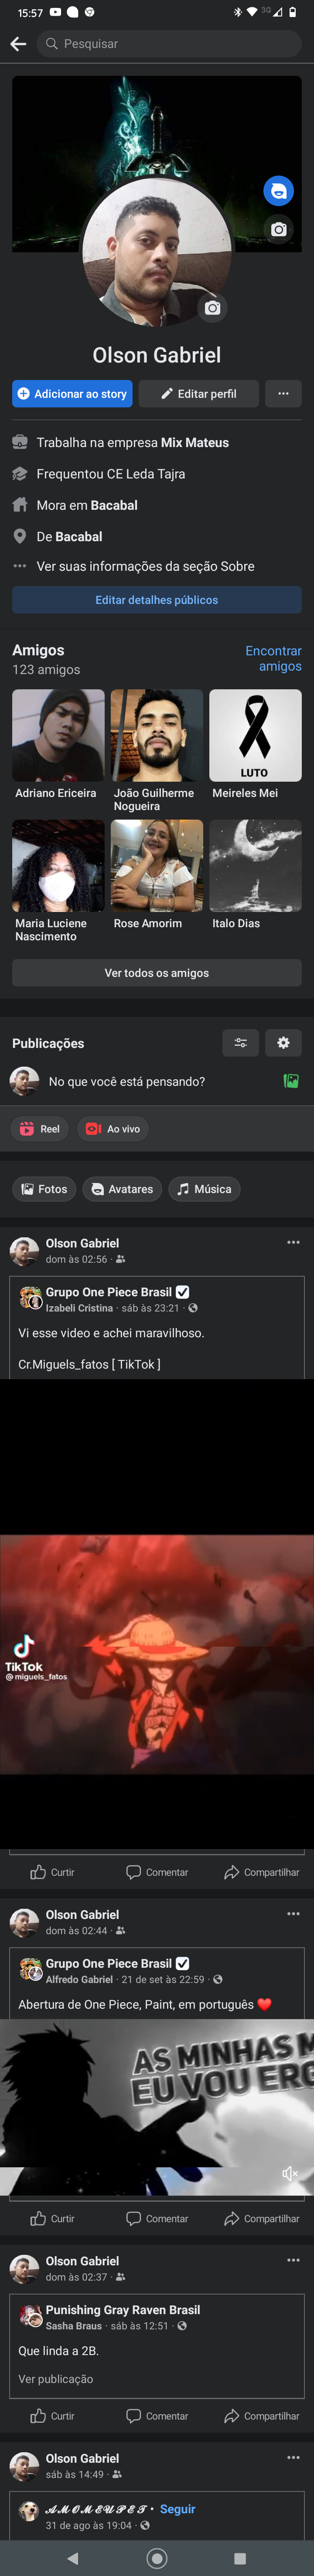 15:57
3G
Pesquisar
Olson Gabriel
Adicionar ao story
Editar perfil
Trabalha na empresa Mix Mateus
Frequentou CE Leda Tajra
Mora em Bacabal
De Bacabal
Ver suas informações da seção Sobre
Editar detalhes públicos
Amigos
123 amigos
Encontrar
amigos
LUTO
Adriano Ericeira
João Guilherme
Nogueira
Meireles Mei
Maria Luciene
Nascimento
Rose Amorim
Italo Dias
Ver todos os amigos
Publicações
No que você está pensando?
Reel
Ao vivo
Fotos
Avatares
Música
Olson Gabriel
dom às 02:56 ·
Grupo One Piece Brasil ☑
Izabeli Cristina · sáb às 23:21 ·
Vi esse video e achei maravilhoso.
Cr.Miguels_fatos [ TikTok ]
TikTok
@miguels_fatos
Curtir
Comentar
Compartilhar
Olson Gabriel
dom às 02:44 ·
Grupo One Piece Brasil ☑
Alfredo Gabriel · 21 de set às 22:59 ·
Abertura de One Piece, Paint, em português ❤️
AS MINHAS M
EU VOU ERG
Curtir
Comentar
Compartilhar
Olson Gabriel
dom às 02:37 ·
Punishing Gray Raven Brasil
Sasha Braus · sáb às 12:51 ·
Que linda a 2B.
Ver publicação
Curtir
Comentar
Compartilhar
Olson Gabriel
sáb às 14:49 ·
𝓐𝓜𝓞𝓜𝓔𝓤𝓟𝓔𝓣 · Seguir
31 de ago às 19:04 ·